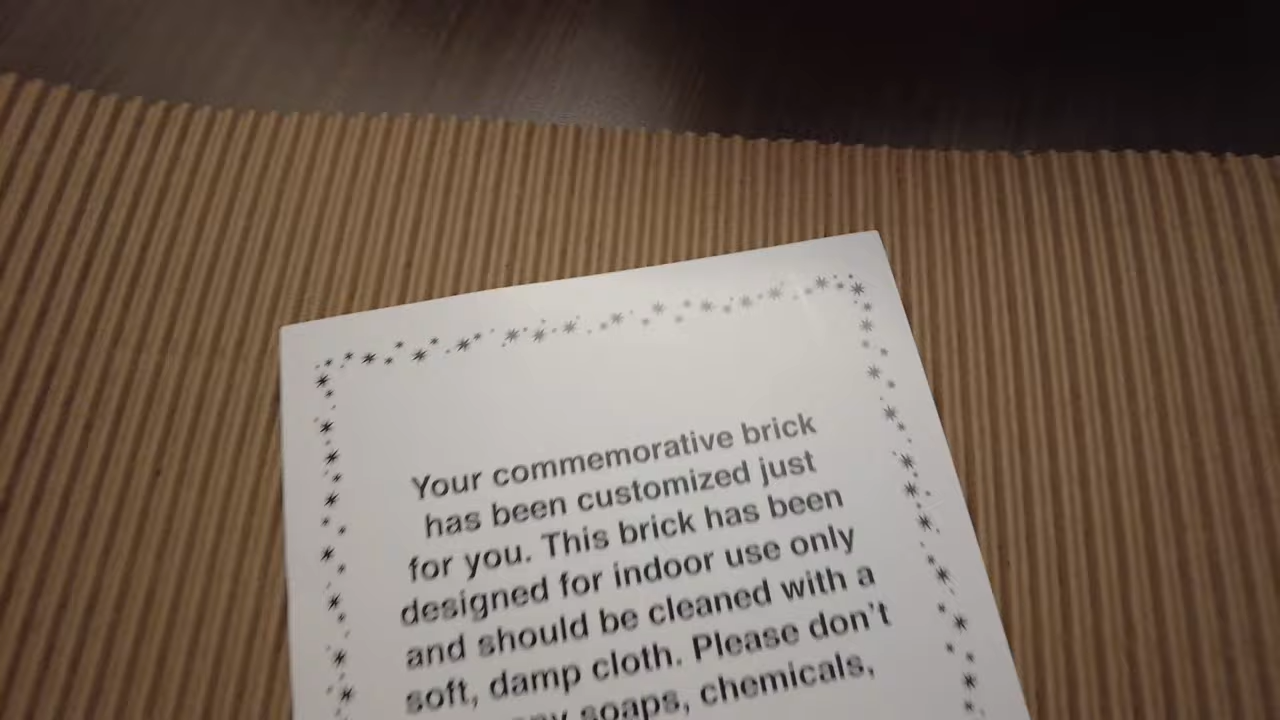 Your commemorative brick
has been customized just
for you. This brick has been
designed for indoor use only
and should be cleaned with a
soft, damp cloth. Please don't
soaps, chemicals,